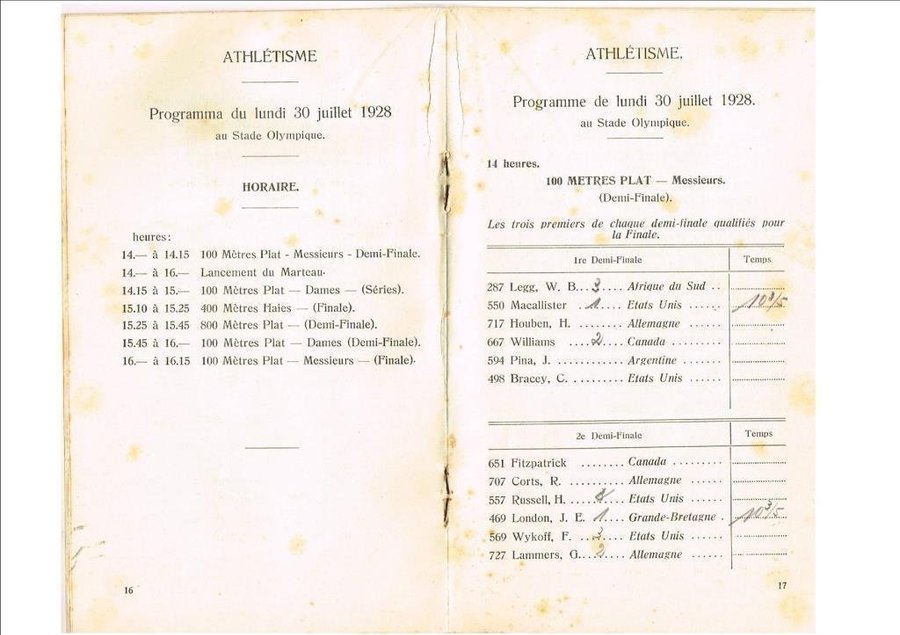 ATHLÉTISME
Programma du lundi 30 juillet 1928
au Stade Olympique.
HORAIRE.
heures:
14.— à 14.15 100 Mètres Plat - Messieurs - Demi-Finale.
14.— à 16.— Lancement du Marteau.
14.15 à 15.— 100 Mètres Plat — Dames — (Séries).
15.10 à 15.25 400 Mètres Haies — (Finale).
15.25 à 15.45 800 Mètres Plat — (Demi-Finale).
15.45 à 16.— 100 Mètres Plat — Dames (Demi-Finale).
16.— à 16.15 100 Mètres Plat — Messieurs — (Finale).
16
ATHLÉTISME.
Programme de lundi 30 juillet 1928.
au Stade Olympique.
14 heures.
100 METRES PLAT — Messieurs.
(Demi-Finale).
Les trois premiers de chaque demi-finale qualifiés pour
la Finale.
1re Demi-Finale Temps
287 Legg, W. B... 3 .... Afrique du Sud ..
550 Macallister 1 .... Etats Unis ...... 10 3/5
717 Houben, H. ........ Allemagne ......
667 Williams .... 2 .... Canada .........
594 Pina, J. ........... Argentine .......
498 Bracey, C. .......... Etats Unis ......
2e Demi-Finale Temps
651 Fitzpatrick ........ Canada .........
707 Corts, R. .......... Allemagne ......
557 Russell, H. ..... 4 .... Etats Unis ......
469 London, J. E. 1 .... Grande-Bretagne . 10 3/5
569 Wykoff, F. ... 3 .... Etats Unis ......
727 Lammers, G. 2 ..... Allemagne ......
17